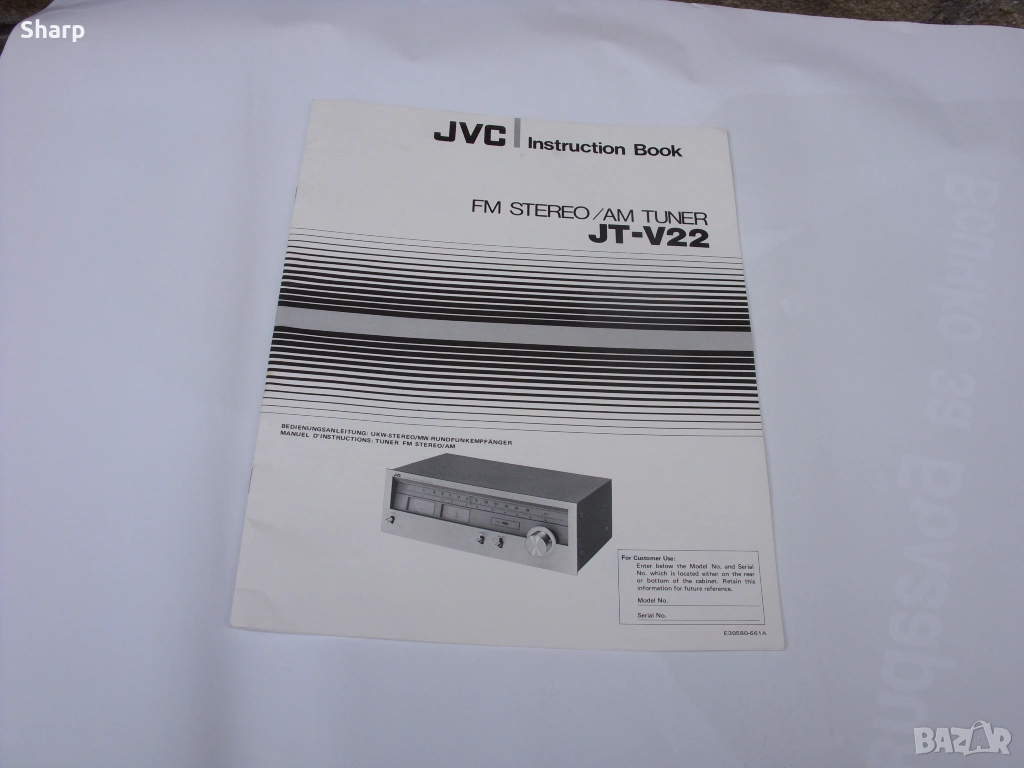 Sharp
JVC Instruction Book
FM STEREO/AM TUNER
JT-V22
BEDIENUNGSANLEITUNG: UKW-STEREO/MW-RUNDFUNKEMPFÄNGER
MANUEL D'INSTRUCTIONS: TUNER FM STEREO/AM
JVC
For Customer Use:
Enter below the Model No. and Serial
No. which is located either on the rear
or bottom of the cabinet. Retain this
information for future reference.
Model No.
Serial No.
E30580-661A
BAZAR